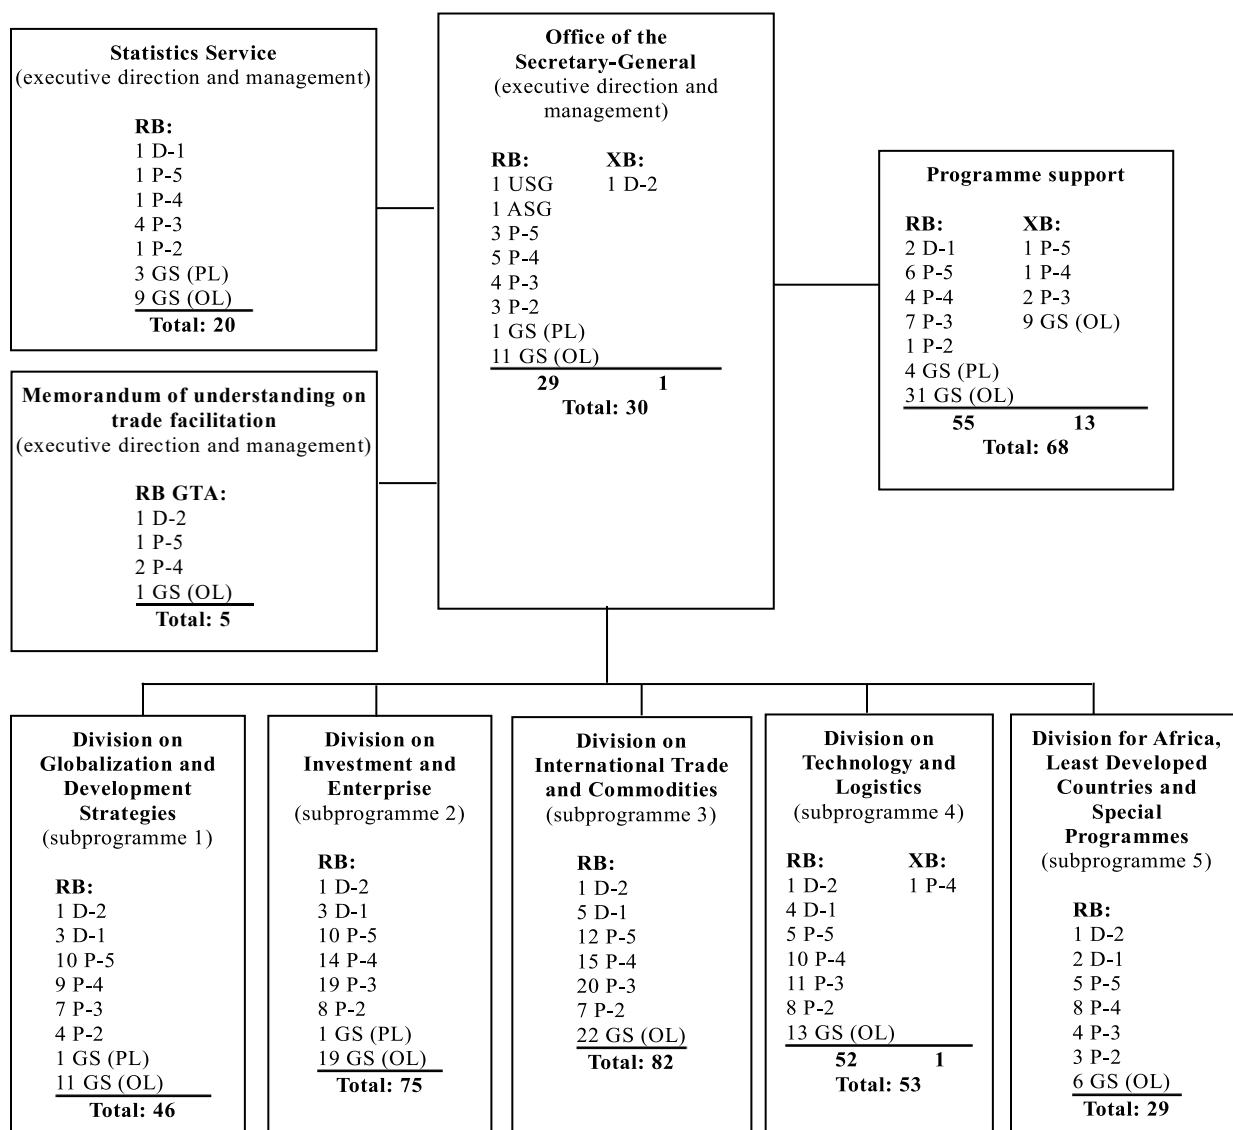 Statistics Service
(executive direction and management)
RB:
1 D-1
1 P-5
1 P-4
4 P-3
1 P-2
3 GS (PL)
9 GS (OL)
Total: 20
Office of the
Secretary-General
(executive direction and
management)
RB: XB:
1 USG 1 D-2
1 ASG
3 P-5
5 P-4
4 P-3
3 P-2
1 GS (PL)
11 GS (OL)
29 1
Total: 30
Programme support
RB: XB:
2 D-1 1 P-5
6 P-5 1 P-4
4 P-4 2 P-3
7 P-3 9 GS (OL)
1 P-2
4 GS (PL)
31 GS (OL)
55 13
Total: 68
Memorandum of understanding on
trade facilitation
(executive direction and management)
RB GTA:
1 D-2
1 P-5
2 P-4
1 GS (OL)
Total: 5
Division on
Globalization and
Development
Strategies
(subprogramme 1)
RB:
1 D-2
3 D-1
10 P-5
9 P-4
7 P-3
4 P-2
1 GS (PL)
11 GS (OL)
Total: 46
Division on
Investment and
Enterprise
(subprogramme 2)
RB:
1 D-2
3 D-1
10 P-5
14 P-4
19 P-3
8 P-2
1 GS (PL)
19 GS (OL)
Total: 75
Division on
International Trade
and Commodities
(subprogramme 3)
RB:
1 D-2
5 D-1
12 P-5
15 P-4
20 P-3
7 P-2
22 GS (OL)
Total: 82
Division on
Technology and
Logistics
(subprogramme 4)
RB: XB:
1 D-2 1 P-4
4 D-1
5 P-5
10 P-4
11 P-3
8 P-2
13 GS (OL)
52 1
Total: 53
Division for Africa,
Least Developed
Countries and
Special
Programmes
(subprogramme 5)
RB:
1 D-2
2 D-1
5 P-5
8 P-4
4 P-3
3 P-2
6 GS (OL)
Total: 29